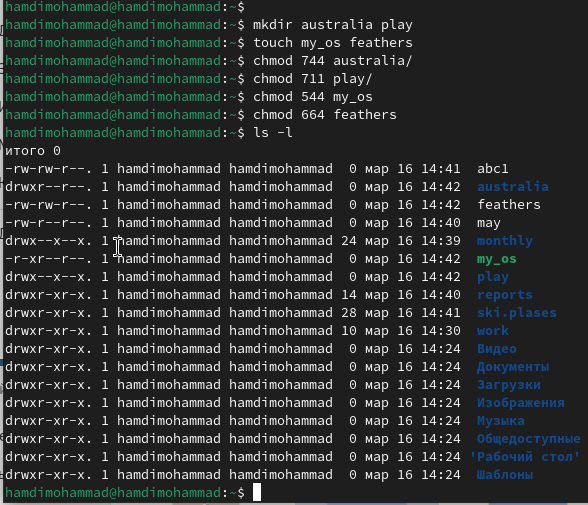 hamdimohammad@hamdimohammad:~$
hamdimohammad@hamdimohammad:~$ mkdir australia play
hamdimohammad@hamdimohammad:~$ touch my_os feathers
hamdimohammad@hamdimohammad:~$ chmod 744 australia/
hamdimohammad@hamdimohammad:~$ chmod 711 play/
hamdimohammad@hamdimohammad:~$ chmod 544 my_os
hamdimohammad@hamdimohammad:~$ chmod 664 feathers
hamdimohammad@hamdimohammad:~$ ls -l
итого 0
-rw-rw-r--. 1 hamdimohammad hamdimohammad  0 мар 16 14:41  abc1
drwxr--r--. 1 hamdimohammad hamdimohammad  0 мар 16 14:42  australia
-rw-rw-r--. 1 hamdimohammad hamdimohammad  0 мар 16 14:42  feathers
-rw-r--r--. 1 hamdimohammad hamdimohammad  0 мар 16 14:40  may
drwx--x--x. 1 hamdimohammad hamdimohammad 24 мар 16 14:39  monthly
-r-xr--r--. 1 hamdimohammad hamdimohammad  0 мар 16 14:42  my_os
drwx--x--x. 1 hamdimohammad hamdimohammad  0 мар 16 14:42  play
drwxr-xr-x. 1 hamdimohammad hamdimohammad 14 мар 16 14:40  reports
drwxr-xr-x. 1 hamdimohammad hamdimohammad 28 мар 16 14:41  ski.plases
drwxr-xr-x. 1 hamdimohammad hamdimohammad 10 мар 16 14:30  work
drwxr-xr-x. 1 hamdimohammad hamdimohammad  0 мар 16 14:24  Видео
drwxr-xr-x. 1 hamdimohammad hamdimohammad  0 мар 16 14:24  Документы
drwxr-xr-x. 1 hamdimohammad hamdimohammad  0 мар 16 14:24  Загрузки
drwxr-xr-x. 1 hamdimohammad hamdimohammad  0 мар 16 14:24  Изображения
drwxr-xr-x. 1 hamdimohammad hamdimohammad  0 мар 16 14:24  Музыка
drwxr-xr-x. 1 hamdimohammad hamdimohammad  0 мар 16 14:24  Общедоступные
drwxr-xr-x. 1 hamdimohammad hamdimohammad  0 мар 16 14:24 'Рабочий стол'
drwxr-xr-x. 1 hamdimohammad hamdimohammad  0 мар 16 14:24  Шаблоны
hamdimohammad@hamdimohammad:~$